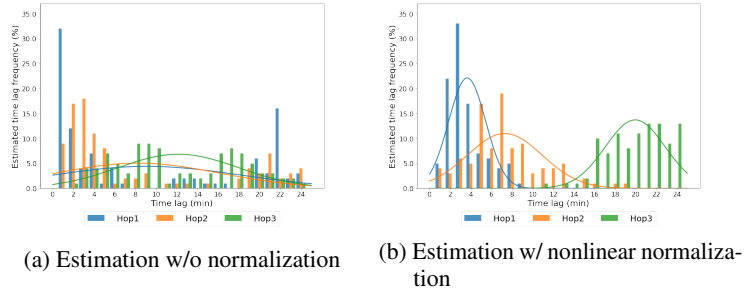 35.0
30.0
25.0
20.0
15.0
10.0
5.0
0.0
Estimated time lag frequency (%)
0 2 4 6 8 10 12 14 16 18 20 22 24
Time lag (min)
Hop1 Hop2 Hop3
(a) Estimation w/o normalization
35.0
30.0
25.0
20.0
15.0
10.0
5.0
0.0
Estimated time lag frequency (%)
0 2 4 6 8 10 12 14 16 18 20 22 24
Time lag (min)
Hop1 Hop2 Hop3
(b) Estimation w/ nonlinear normaliza-
tion